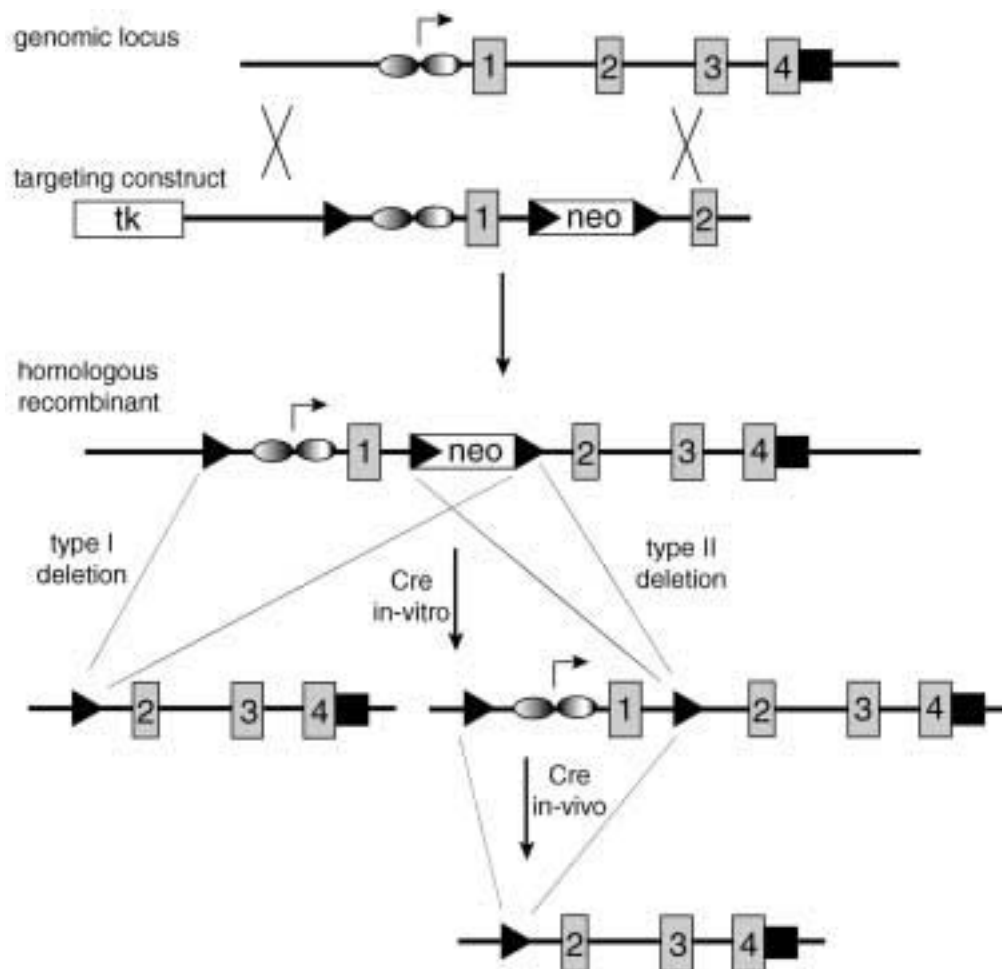 genomic locus
1 2 3 4
targeting construct
tk 1 neo 2
homologous
recombinant
1 neo 2 3 4
type I
deletion
Cre
in-vitro
type II
deletion
2 3 4
1 2 3 4
Cre
in-vivo
2 3 4